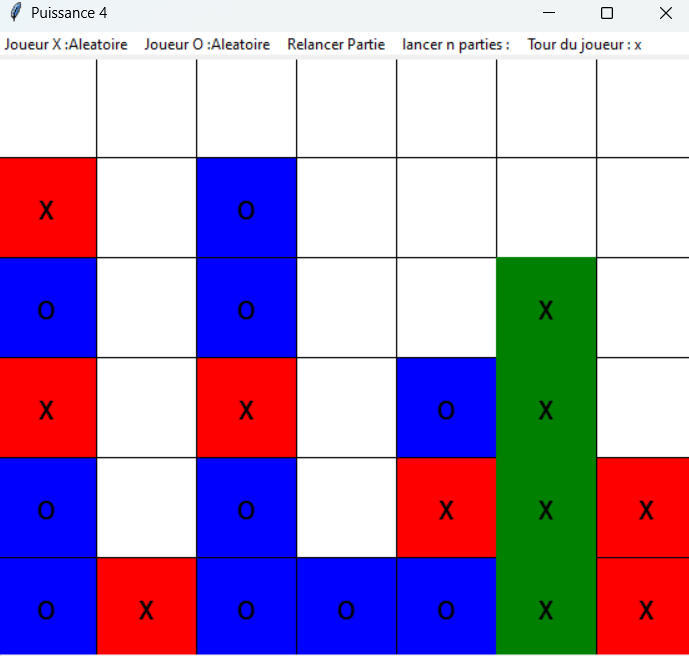 Puissance 4
Joueur X :Aleatoire Joueur O :Aleatoire Relancer Partie lancer n parties : Tour du joueur : x
X O
O O X
X X O X
O O X X X
O X O O O X X